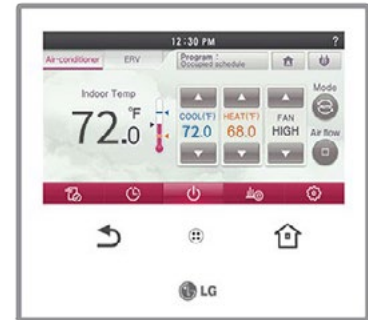 12:30 PM
?
Air-conditioner
ERV
Program :
Occupied schedule
Indoor Temp
72.0 °F
COOL(°F)
72.0
HEAT(°F)
68.0
FAN
HIGH
Mode
Air flow
LG